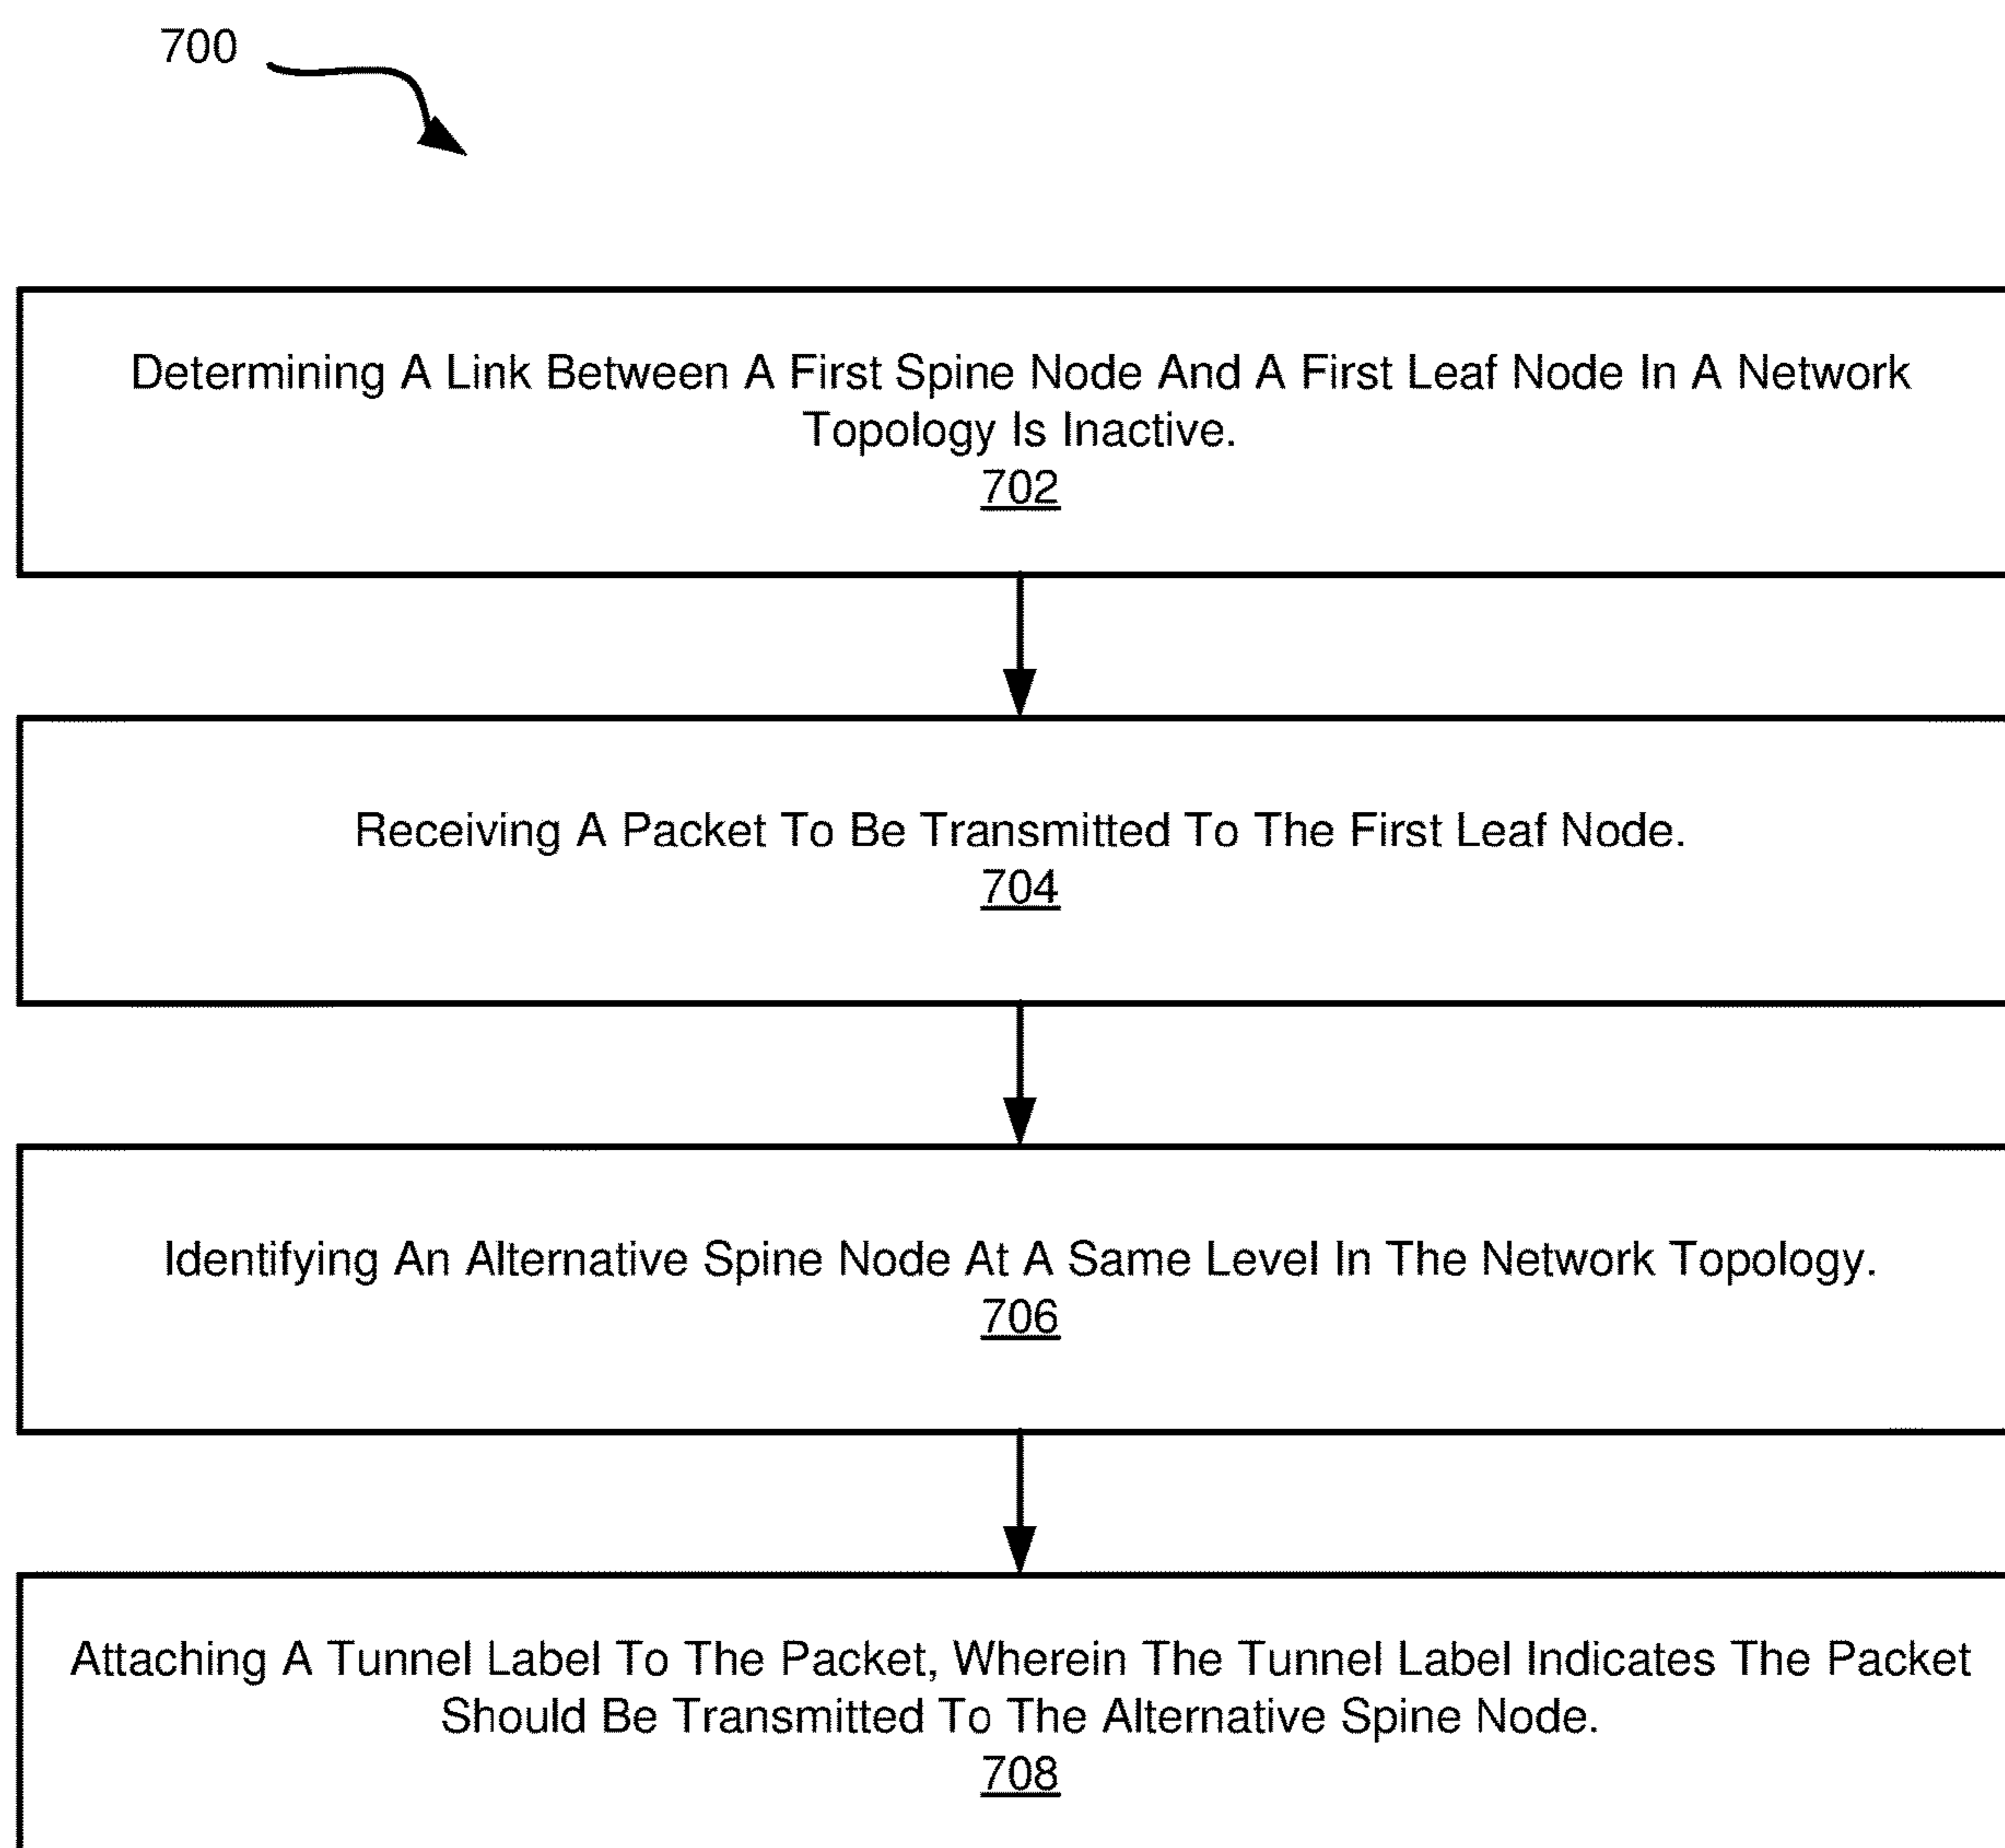 700
Determining A Link Between A First Spine Node And A First Leaf Node In A Network
Topology Is Inactive.
702
Receiving A Packet To Be Transmitted To The First Leaf Node.
704
Identifying An Alternative Spine Node At A Same Level In The Network Topology.
706
Attaching A Tunnel Label To The Packet, Wherein The Tunnel Label Indicates The Packet
Should Be Transmitted To The Alternative Spine Node.
708